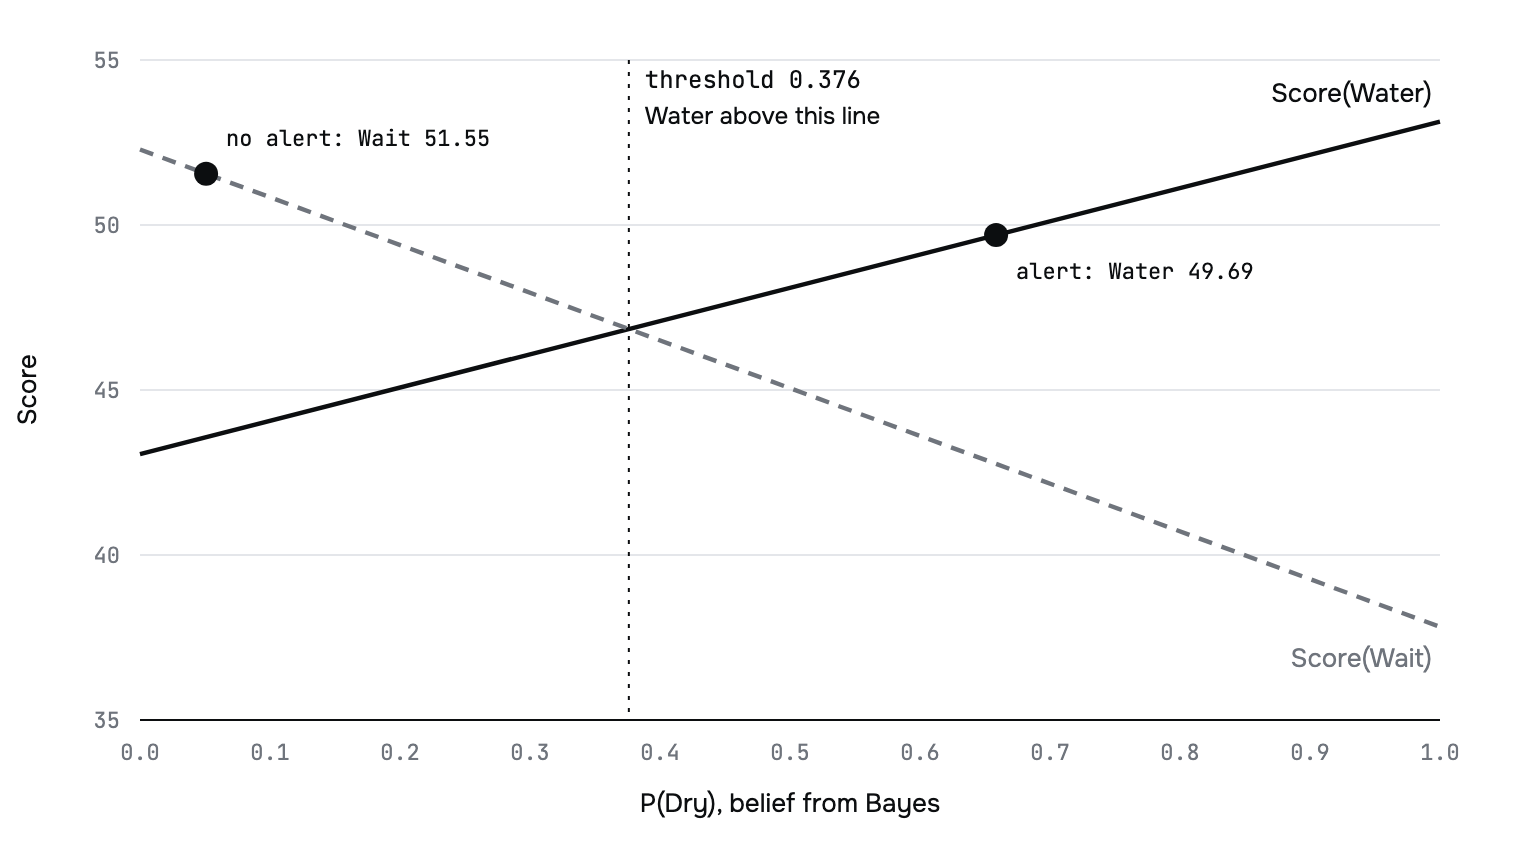 55
threshold 0.376
Water above this line
Score(Water)
no alert: Wait 51.55
50
alert: Water 49.69
Score
45
40
Score(Wait)
35
0.0 0.1 0.2 0.3 0.4 0.5 0.6 0.7 0.8 0.9 1.0
P(Dry), belief from Bayes